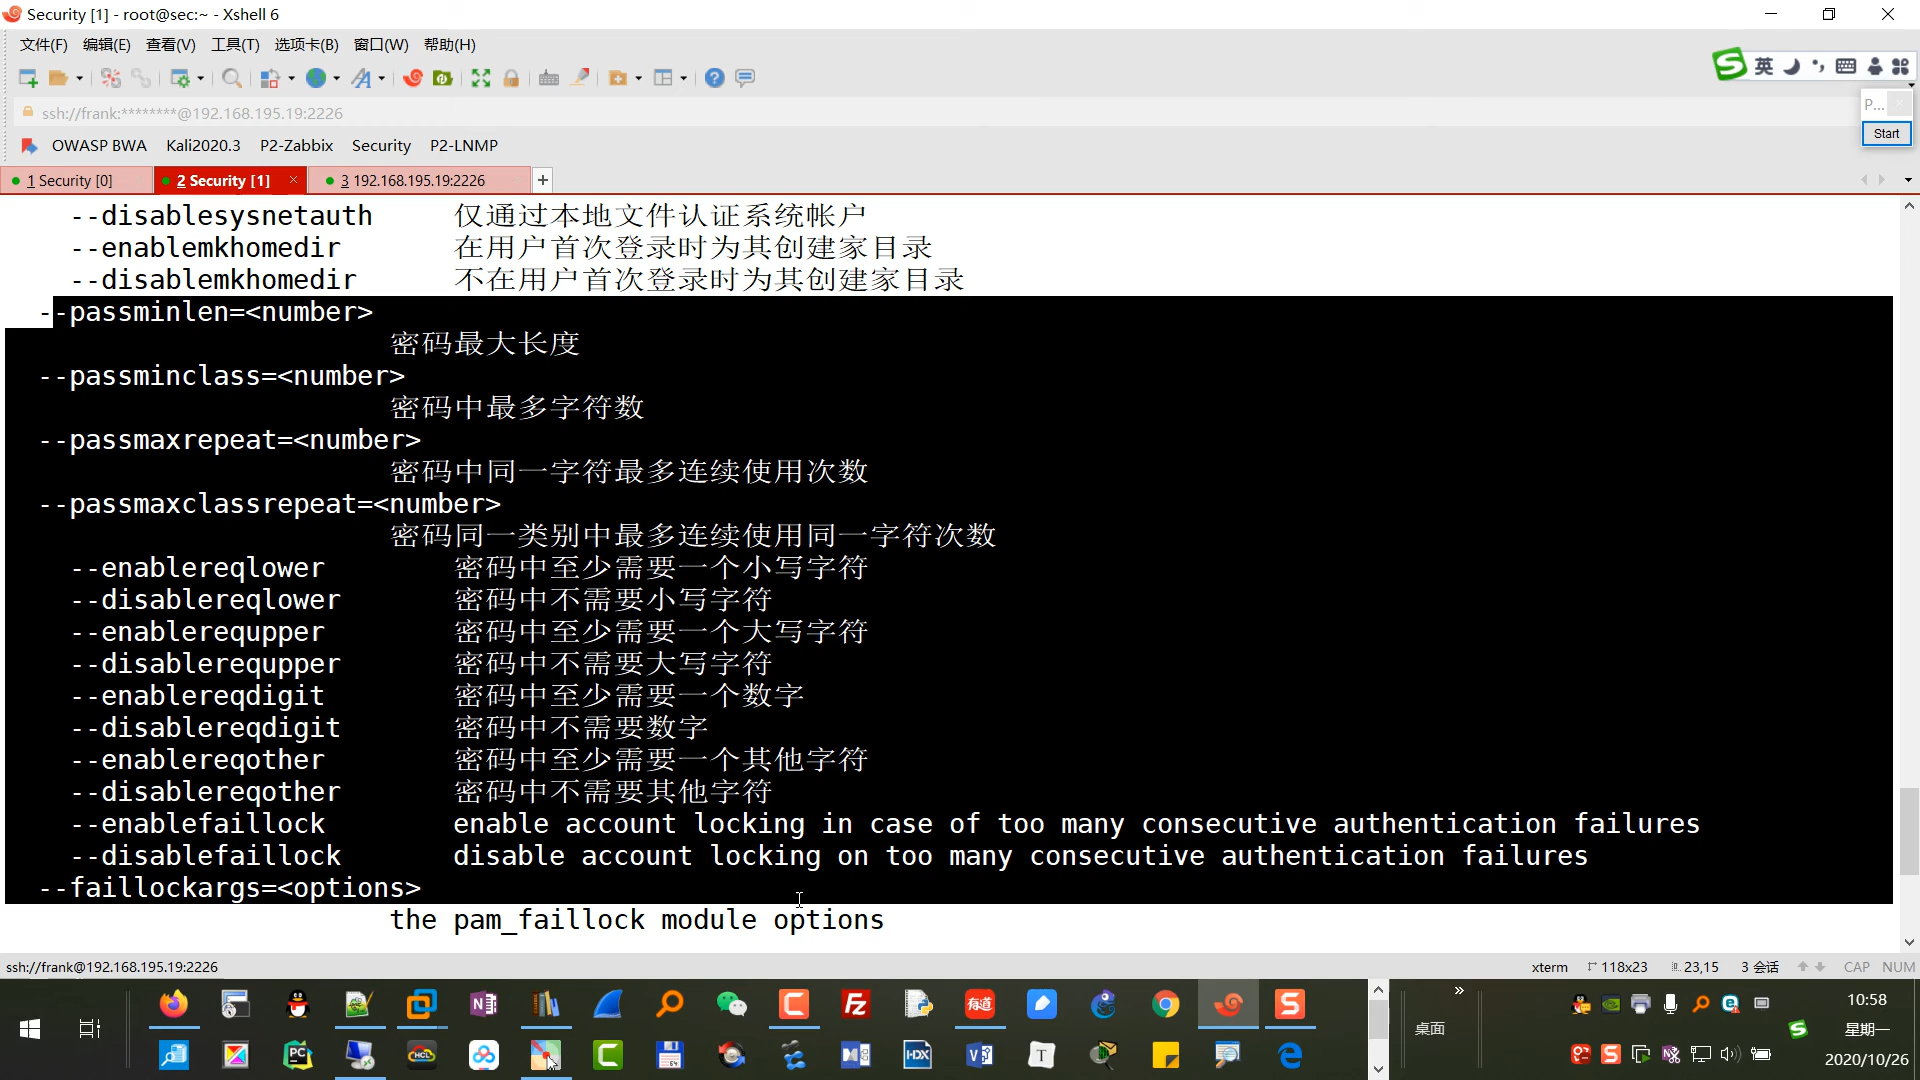 Security [1] - root@sec:~ - Xshell 6
文件(F) 编辑(E) 查看(V) 工具(T) 选项卡(B) 窗口(W) 帮助(H)
英
ssh://frank:********@192.168.195.19:2226
P...
Start
OWASP BWA Kali2020.3 P2-Zabbix Security P2-LNMP
1 Security [0] 2 Security [1] 3 192.168.195.19:2226
--disablesysnetauth 仅通过本地文件认证系统帐户
--enablemkhomedir 在用户首次登录时为其创建家目录
--disablemkhomedir 不在用户首次登录时为其创建家目录
--passminlen=<number>
密码最大长度
--passminclass=<number>
密码中最多字符数
--passmaxrepeat=<number>
密码中同一字符最多连续使用次数
--passmaxclassrepeat=<number>
密码同一类别中最多连续使用同一字符次数
--enablereqlower 密码中至少需要一个小写字符
--disablereqlower 密码中不需要小写字符
--enablerequpper 密码中至少需要一个大写字符
--disablerequpper 密码中不需要大写字符
--enablereqdigit 密码中至少需要一个数字
--disablereqdigit 密码中不需要数字
--enablereqother 密码中至少需要一个其他字符
--disablereqother 密码中不需要其他字符
--enablefaillock enable account locking in case of too many consecutive authentication failures
--disablefaillock disable account locking on too many consecutive authentication failures
--faillockargs=<options>
the pam_faillock module options
ssh://frank@192.168.195.19:2226 xterm 118x23 23,15 3 会话 CAP NUM
桌面
10:58
星期一
2020/10/26